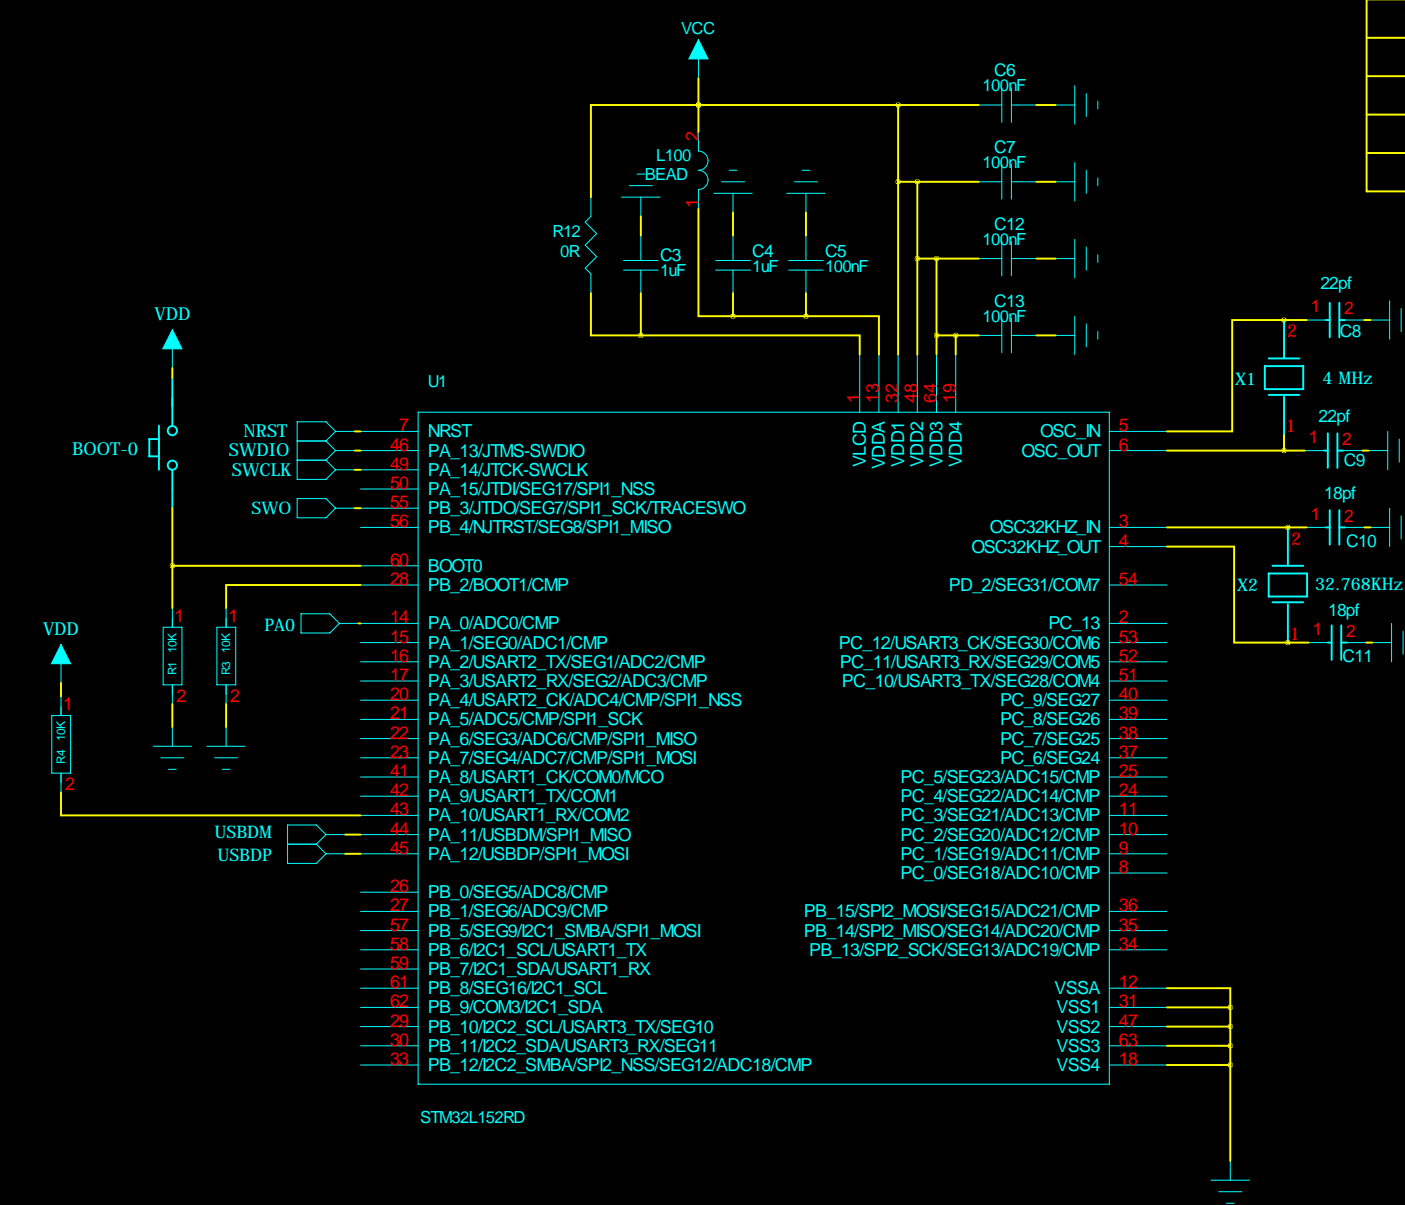 VCC
C6
100nF
2
L100
BEAD
1
C7
100nF
R12
0R
C3
1uF
C4
1uF
C5
100nF
C12
100nF
C13
100nF
VDD
BOOT-0
22pf
1 2
C8
2
X1
4 MHz
1
22pf
1 2
C9
18pf
1 2
C10
2
X2
32.768KHz
1
18pf
1 2
C11
U1
1 13 32 48 64 19
VLCD VDDA VDD1 VDD2 VDD3 VDD4
NRST 7 NRST
SWDIO 46 PA_13/JTMS-SWDIO
SWCLK 49 PA_14/JTCK-SWCLK
50 PA_15/JTDI/SEG17/SPI1_NSS
SWO 55 PB_3/JTDO/SEG7/SPI1_SCK/TRACESWO
56 PB_4/NJTRST/SEG8/SPI1_MISO
60 BOOT0
28 PB_2/BOOT1/CMP
PA0 14 PA_0/ADC0/CMP
15 PA_1/SEG0/ADC1/CMP
16 PA_2/USART2_TX/SEG1/ADC2/CMP
17 PA_3/USART2_RX/SEG2/ADC3/CMP
20 PA_4/USART2_CK/ADC4/CMP/SPI1_NSS
21 PA_5/ADC5/CMP/SPI1_SCK
22 PA_6/SEG3/ADC6/CMP/SPI1_MISO
23 PA_7/SEG4/ADC7/CMP/SPI1_MOSI
41 PA_8/USART1_CK/COM0/MCO
42 PA_9/USART1_TX/COM1
43 PA_10/USART1_RX/COM2
USBDM 44 PA_11/USBDM/SPI1_MISO
USBDP 45 PA_12/USBDP/SPI1_MOSI
26 PB_0/SEG5/ADC8/CMP
27 PB_1/SEG6/ADC9/CMP
57 PB_5/SEG9/I2C1_SMBA/SPI1_MOSI
58 PB_6/I2C1_SCL/USART1_TX
59 PB_7/I2C1_SDA/USART1_RX
61 PB_8/SEG16/I2C1_SCL
62 PB_9/COM3/I2C1_SDA
29 PB_10/I2C2_SCL/USART3_TX/SEG10
30 PB_11/I2C2_SDA/USART3_RX/SEG11
33 PB_12/I2C2_SMBA/SPI2_NSS/SEG12/ADC18/CMP
OSC_IN 5
OSC_OUT 6
OSC32KHZ_IN 3
OSC32KHZ_OUT 4
PD_2/SEG31/COM7 54
PC_13 2
PC_12/USART3_CK/SEG30/COM6 53
PC_11/USART3_RX/SEG29/COM5 52
PC_10/USART3_TX/SEG28/COM4 51
PC_9/SEG27 40
PC_8/SEG26 39
PC_7/SEG25 38
PC_6/SEG24 37
PC_5/SEG23/ADC15/CMP 25
PC_4/SEG22/ADC14/CMP 24
PC_3/SEG21/ADC13/CMP 11
PC_2/SEG20/ADC12/CMP 10
PC_1/SEG19/ADC11/CMP 9
PC_0/SEG18/ADC10/CMP 8
PB_15/SPI2_MOSI/SEG15/ADC21/CMP 36
PB_14/SPI2_MISO/SEG14/ADC20/CMP 35
PB_13/SPI2_SCK/SEG13/ADC19/CMP 34
VSSA 12
VSS1 31
VSS2 47
VSS3 63
VSS4 18
1
R1 10K
2
1
R3 10K
2
VDD
1
R4 10K
2
STM32L152RD